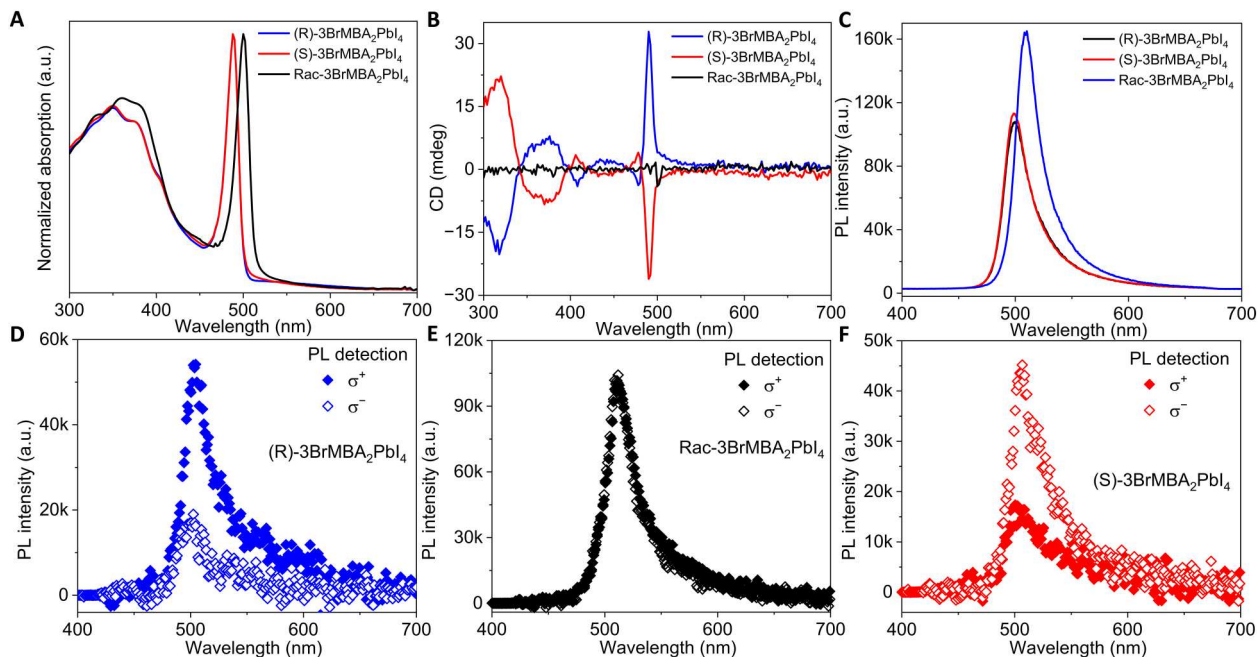 A
(R)-3BrMBA₂PbI₄
(S)-3BrMBA₂PbI₄
Rac-3BrMBA₂PbI₄
Normalized absorption (a.u.)
300 400 500 600 700
Wavelength (nm)
B
(R)-3BrMBA₂PbI₄
(S)-3BrMBA₂PbI₄
Rac-3BrMBA₂PbI₄
CD (mdeg)
30
15
0
−15
−30
300 400 500 600 700
Wavelength (nm)
C
(R)-3BrMBA₂PbI₄
(S)-3BrMBA₂PbI₄
Rac-3BrMBA₂PbI₄
PL intensity (a.u.)
160k
120k
80k
40k
0
400 500 600 700
Wavelength (nm)
D
PL detection
σ⁺
σ⁻
(R)-3BrMBA₂PbI₄
PL intensity (a.u.)
60k
40k
20k
0
400 500 600 700
Wavelength (nm)
E
PL detection
σ⁺
σ⁻
Rac-3BrMBA₂PbI₄
PL intensity (a.u.)
120k
90k
60k
30k
0
400 500 600 700
Wavelength (nm)
F
PL detection
σ⁺
σ⁻
(S)-3BrMBA₂PbI₄
PL intensity (a.u.)
50k
40k
30k
20k
10k
0
400 500 600 700
Wavelength (nm)